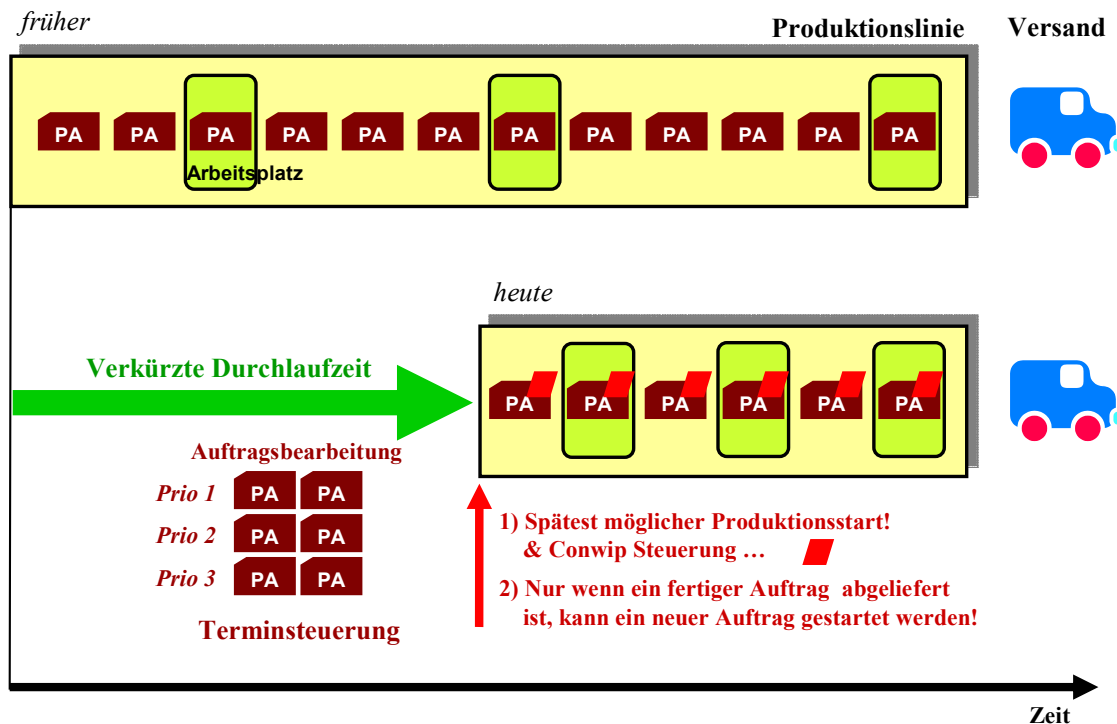 früher
Produktionslinie Versand
PA PA PA PA PA PA PA PA PA PA PA PA
Arbeitsplatz
heute
Verkürzte Durchlaufzeit
PA PA PA PA PA PA
Auftragsbearbeitung
Prio 1 PA PA
Prio 2 PA PA
Prio 3 PA PA
Terminsteuerung
1) Spätest möglicher Produktionsstart!
& Conwip Steuerung …
2) Nur wenn ein fertiger Auftrag abgeliefert
ist, kann ein neuer Auftrag gestartet werden!
Zeit